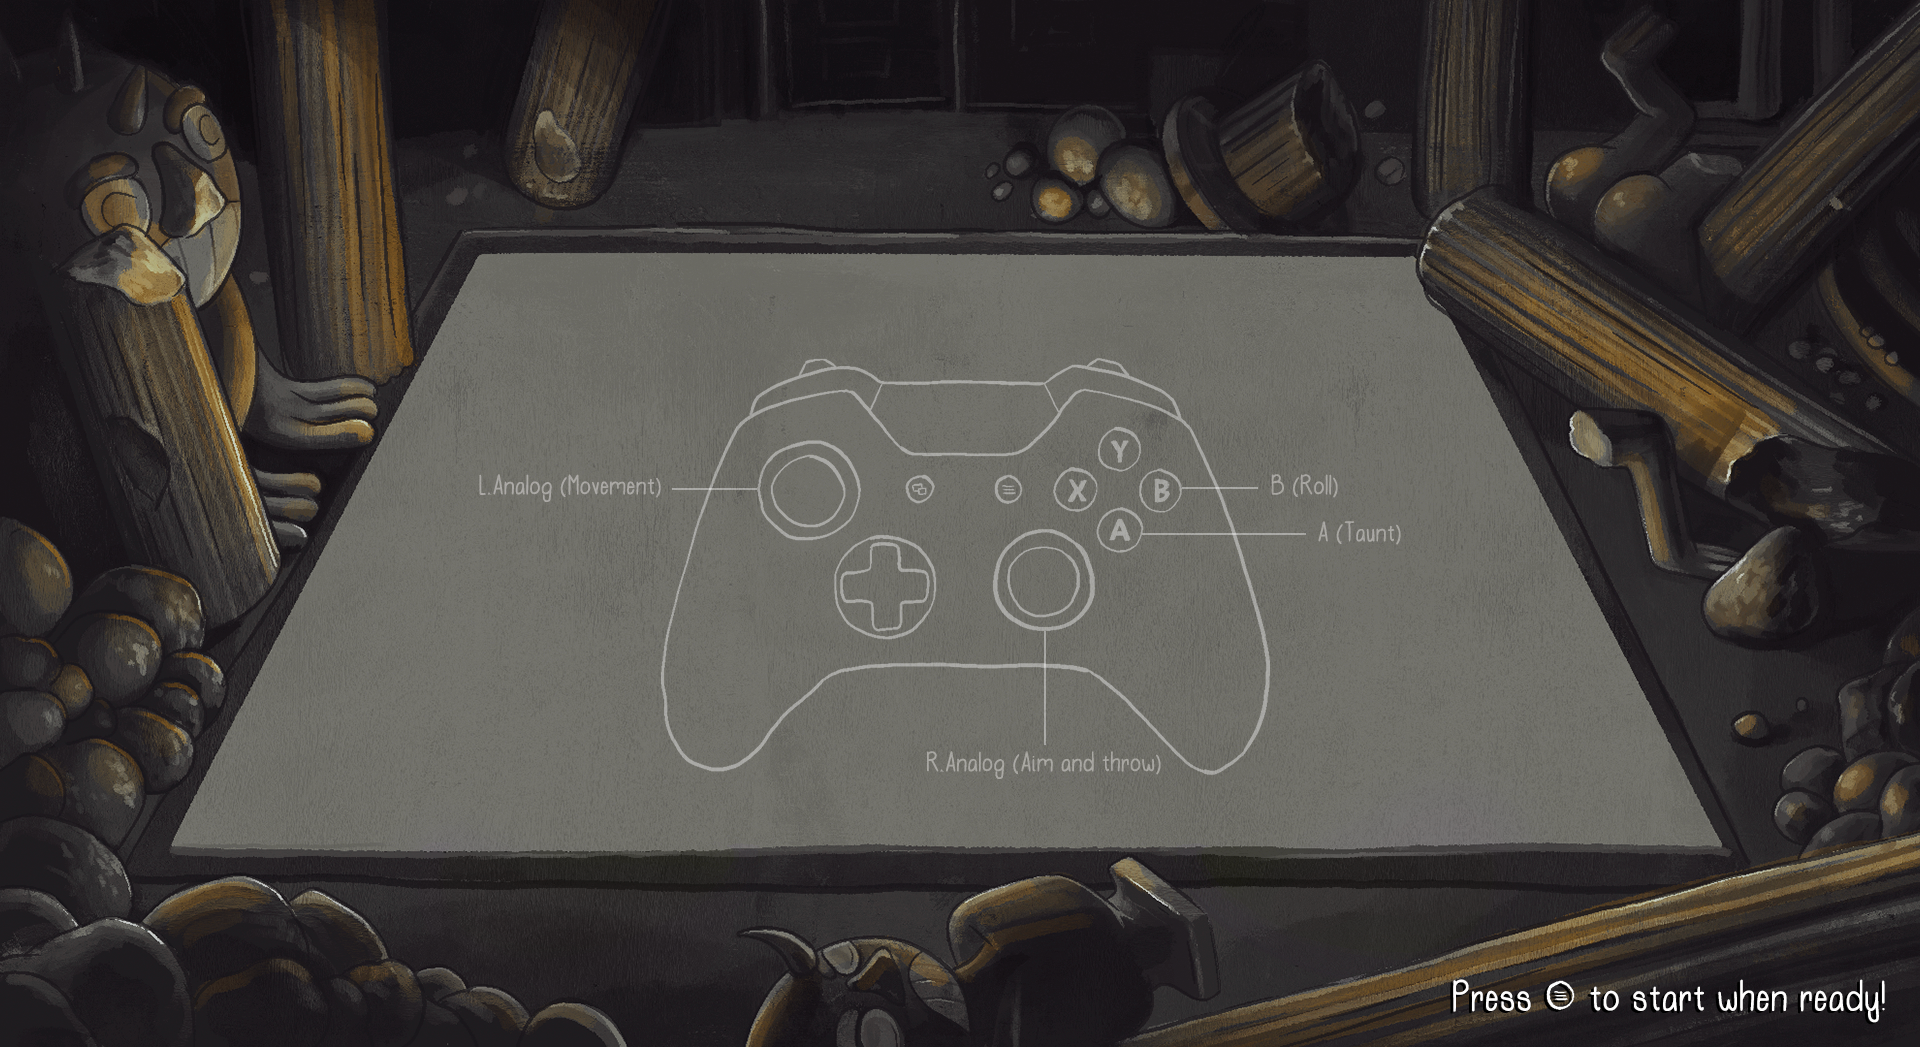 Y
L.Analog (Movement)
X
B
B (Roll)
A
A (Taunt)
R.Analog (Aim and throw)
Press to start when ready!